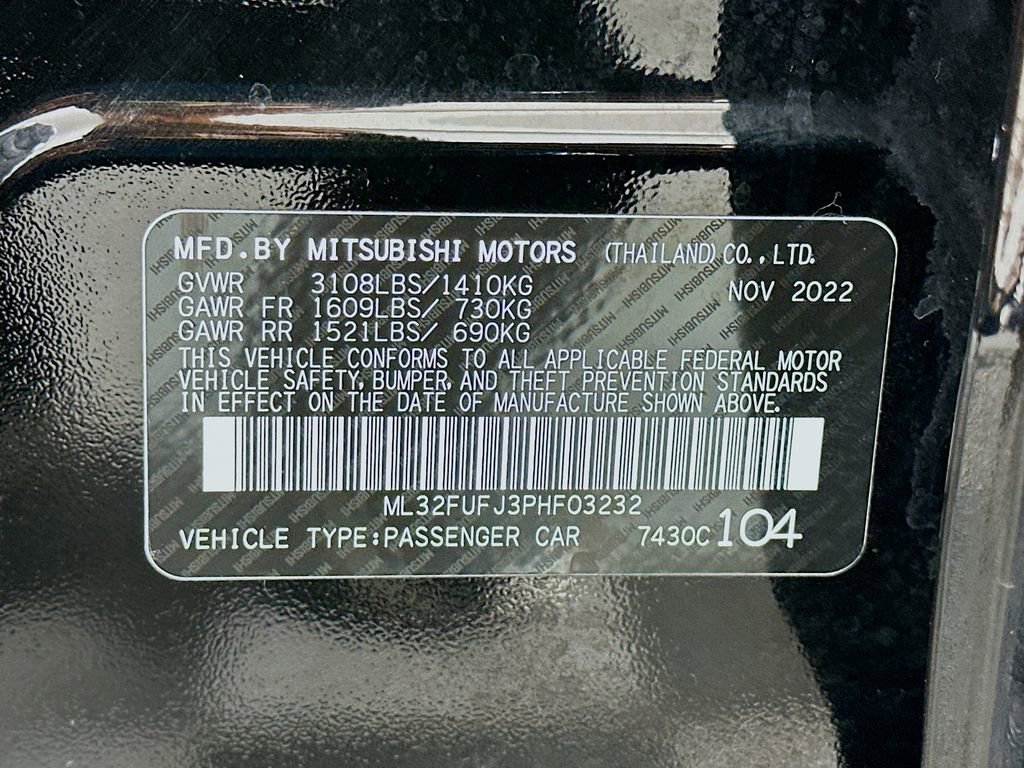 MFD.BY MITSUBISHI MOTORS (THAILAND) CO.,LTD.
GVWR 3108LBS/1410KG NOV 2022
GAWR FR 1609LBS/ 730KG
GAWR RR 1521LBS/ 690KG
THIS VEHICLE CONFORMS TO ALL APPLICABLE FEDERAL MOTOR
VEHICLE SAFETY, BUMPER, AND THEFT PREVENTION STANDARDS
IN EFFECT ON THE DATE OF MANUFACTURE SHOWN ABOVE.
ML32FUFJ3PHF03232
VEHICLE TYPE:PASSENGER CAR 7430C 104